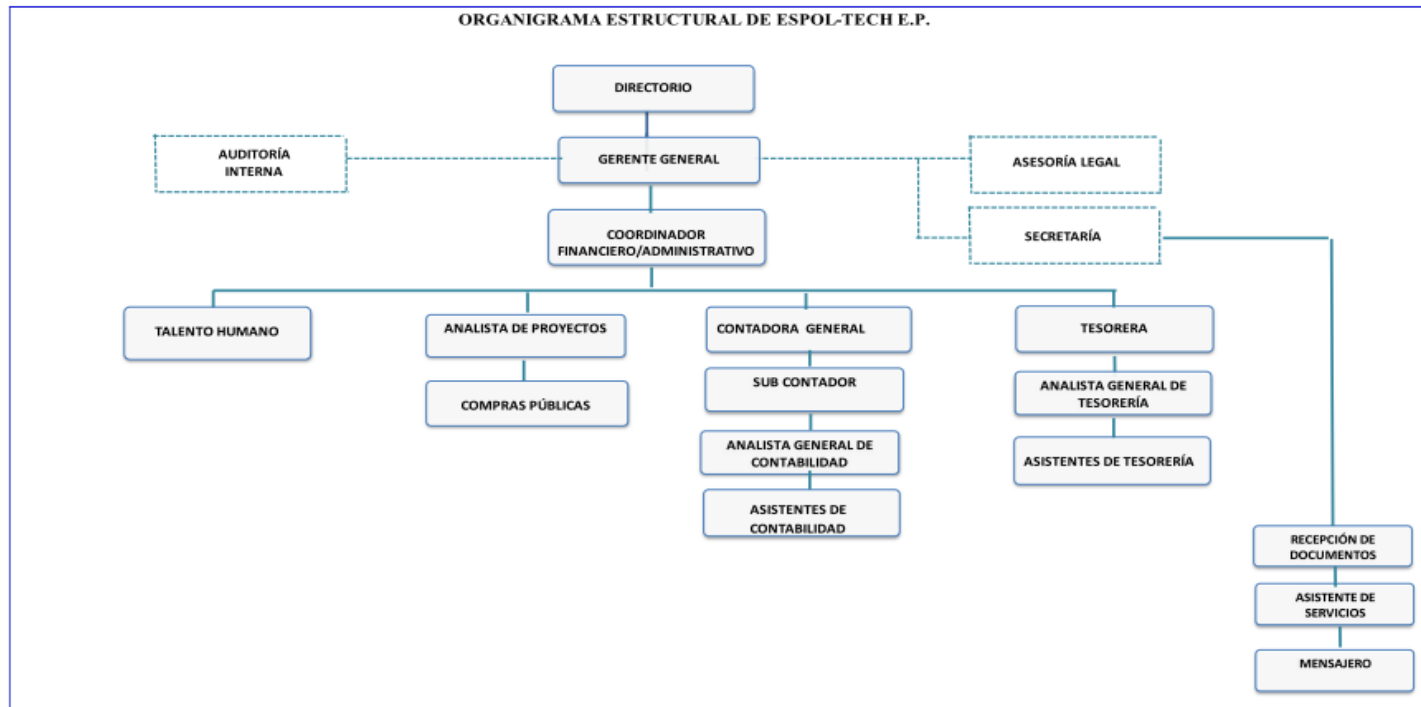 ORGANIGRAMA ESTRUCTURAL DE ESPOL-TECH E.P.
DIRECTORIO
AUDITORÍA
INTERNA
GERENTE GENERAL
ASESORÍA LEGAL
SECRETARÍA
COORDINADOR
FINANCIERO/ADMINISTRATIVO
TALENTO HUMANO
ANALISTA DE PROYECTOS
CONTADORA GENERAL
TESORERA
COMPRAS PÚBLICAS
SUB CONTADOR
ANALISTA GENERAL DE
TESORERÍA
ANALISTA GENERAL DE
CONTABILIDAD
ASISTENTES DE TESORERÍA
ASISTENTES DE
CONTABILIDAD
RECEPCIÓN DE
DOCUMENTOS
ASISTENTE DE
SERVICIOS
MENSAJERO